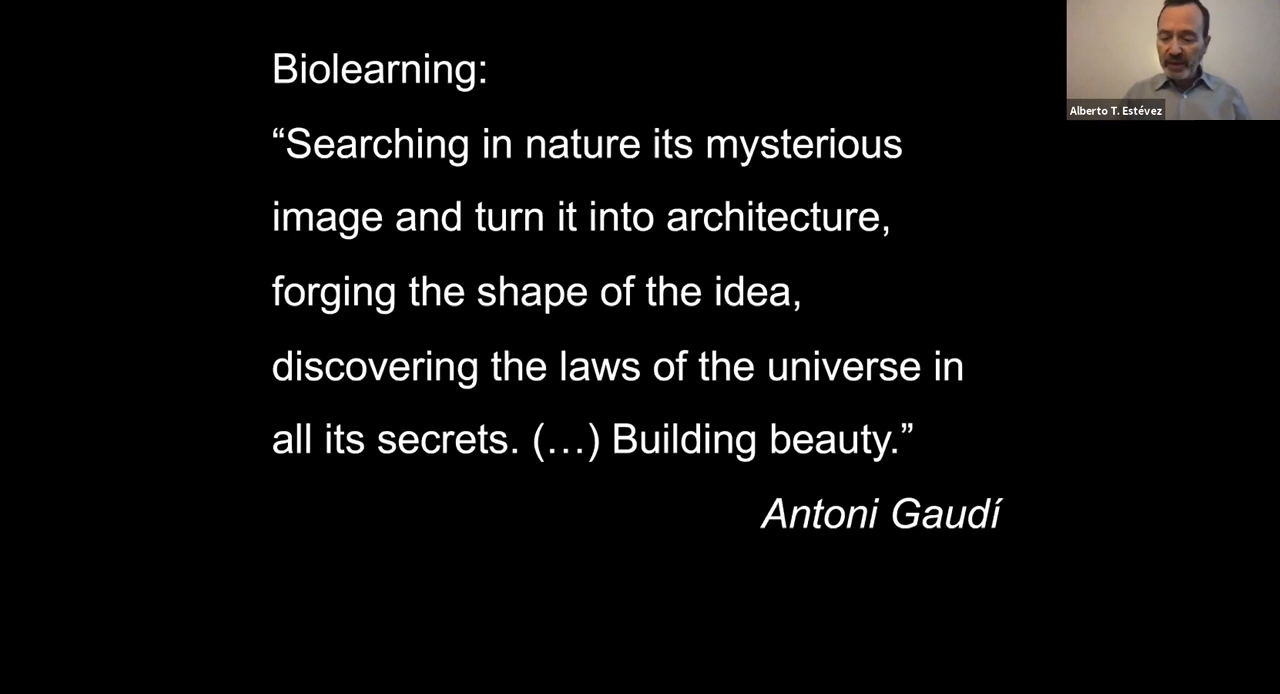 Biolearning:
“Searching in nature its mysterious
image and turn it into architecture,
forging the shape of the idea,
discovering the laws of the universe in
all its secrets. (…) Building beauty.”
Antoni Gaudí
Alberto T. Estévez